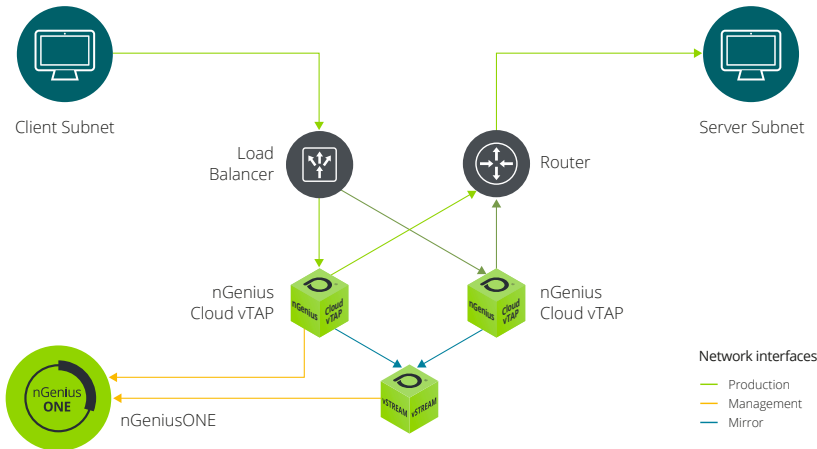 Client Subnet
Server Subnet
Load
Balancer
Router
nGenius
Cloud vTAP
nGenius
Cloud
vTAP
nGenius
Cloud
vTAP
nGenius
Cloud vTAP
Network interfaces
Production
Management
Mirror
nGenius
ONE
nGeniusONE
vSTREAM
vSTREAM